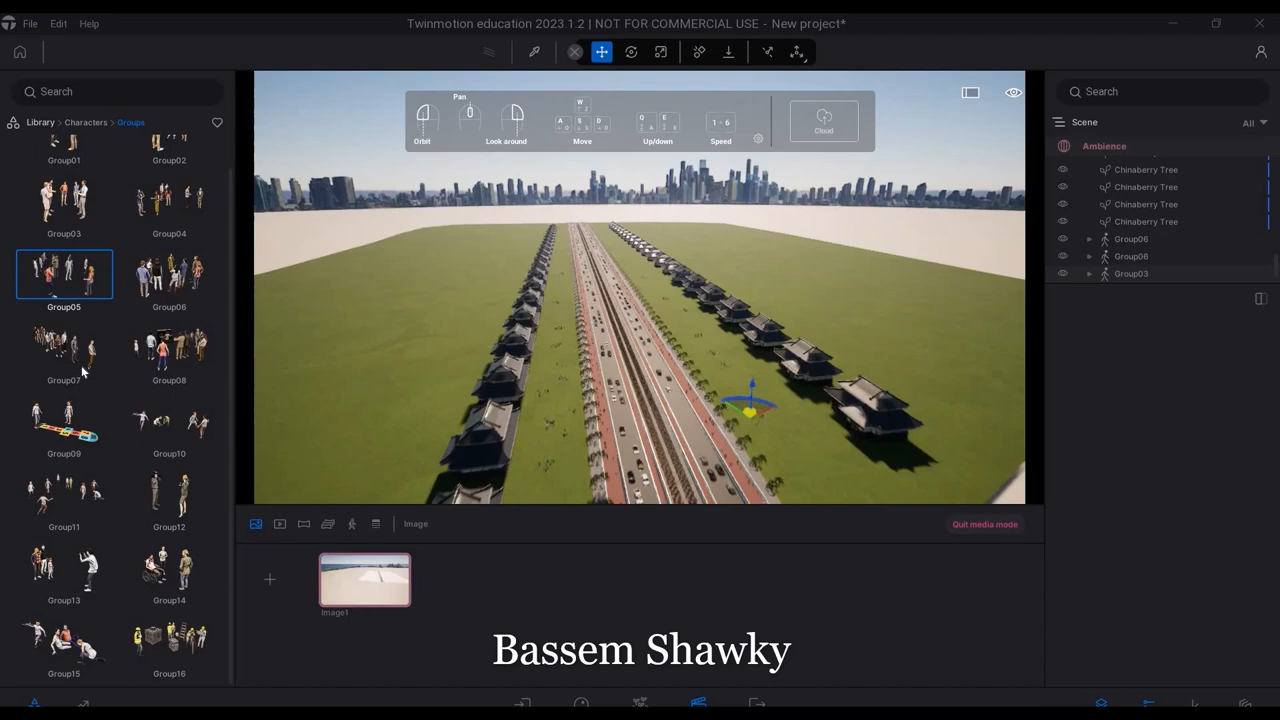 File Edit Help
Twinmotion education 2023.1.2 | NOT FOR COMMERCIAL USE - New project*
Search
Library > Characters > Groups
Group01 Group02
Group03 Group04
Group05 Group06
Group07 Group08
Group09 Group10
Group11 Group12
Group13 Group14
Group15 Group16
Pan
W
A S D
Q E
1 - 6
Orbit Look around Move Up/down Speed Cloud
Search
Scene All
Ambience
Chinaberry Tree
Chinaberry Tree
Chinaberry Tree
Chinaberry Tree
Group06
Group06
Group03
Image
Quit media mode
Image1
Bassem Shawky